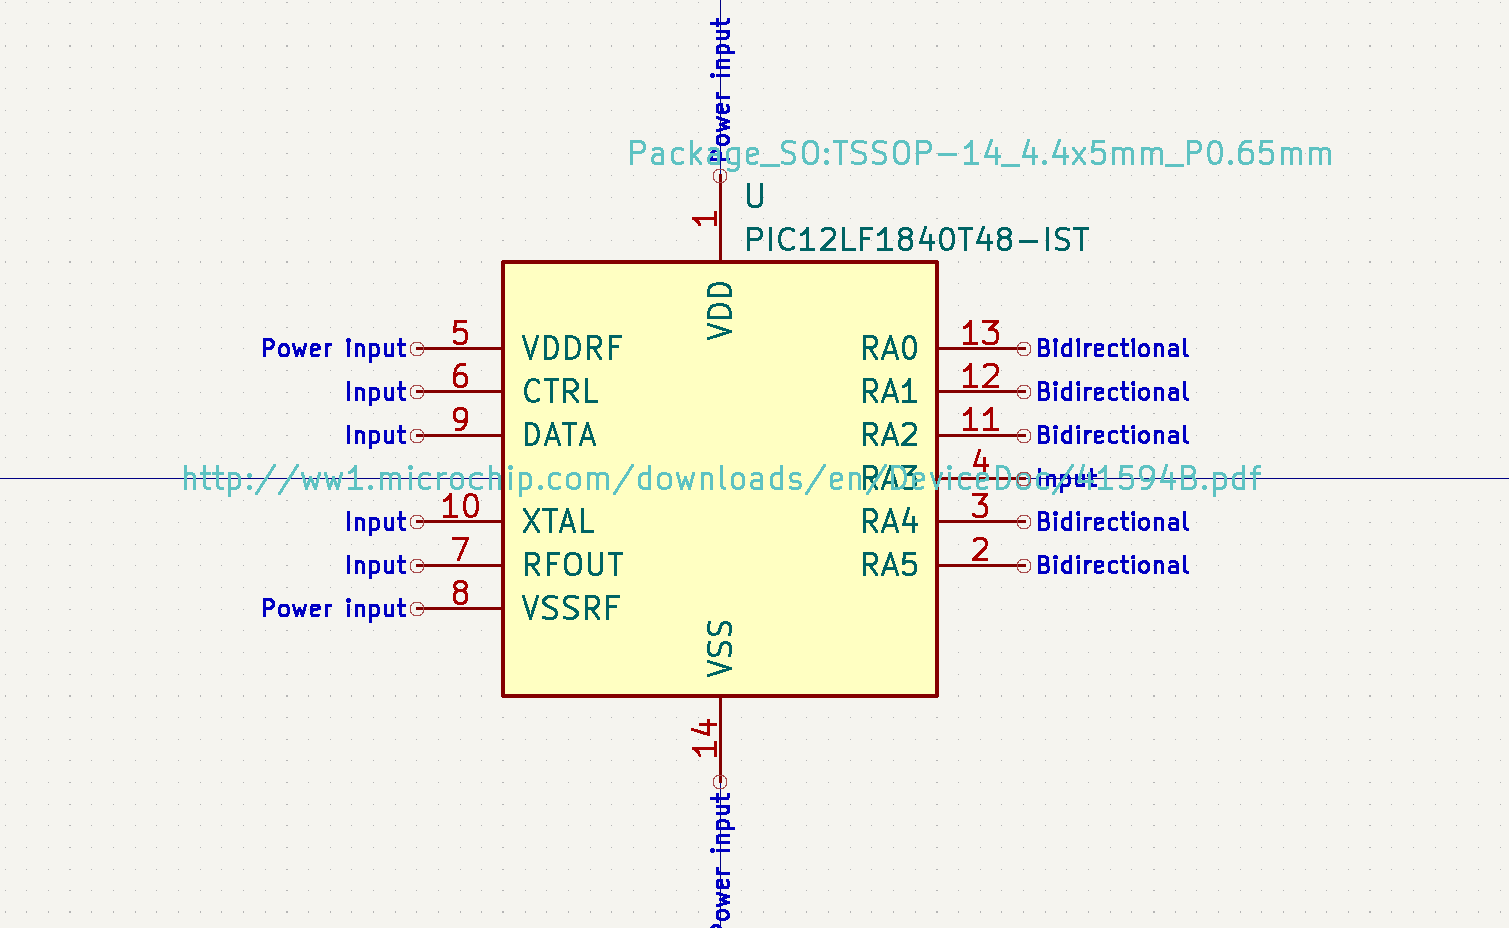 Power input
Package_SO:TSSOP-14_4.4x5mm_P0.65mm
U
1
PIC12LF1840T48-IST
VDD
Power input 5 VDDRF RA0 13 Bidirectional
Input 6 CTRL RA1 12 Bidirectional
Input 9 DATA RA2 11 Bidirectional
http://ww1.microchip.com/downloads/en/DeviceDoc/41594B.pdf
RA3 4 Input
Input 10 XTAL RA4 3 Bidirectional
Input 7 RFOUT RA5 2 Bidirectional
Power input 8 VSSRF
VSS
14
Power input